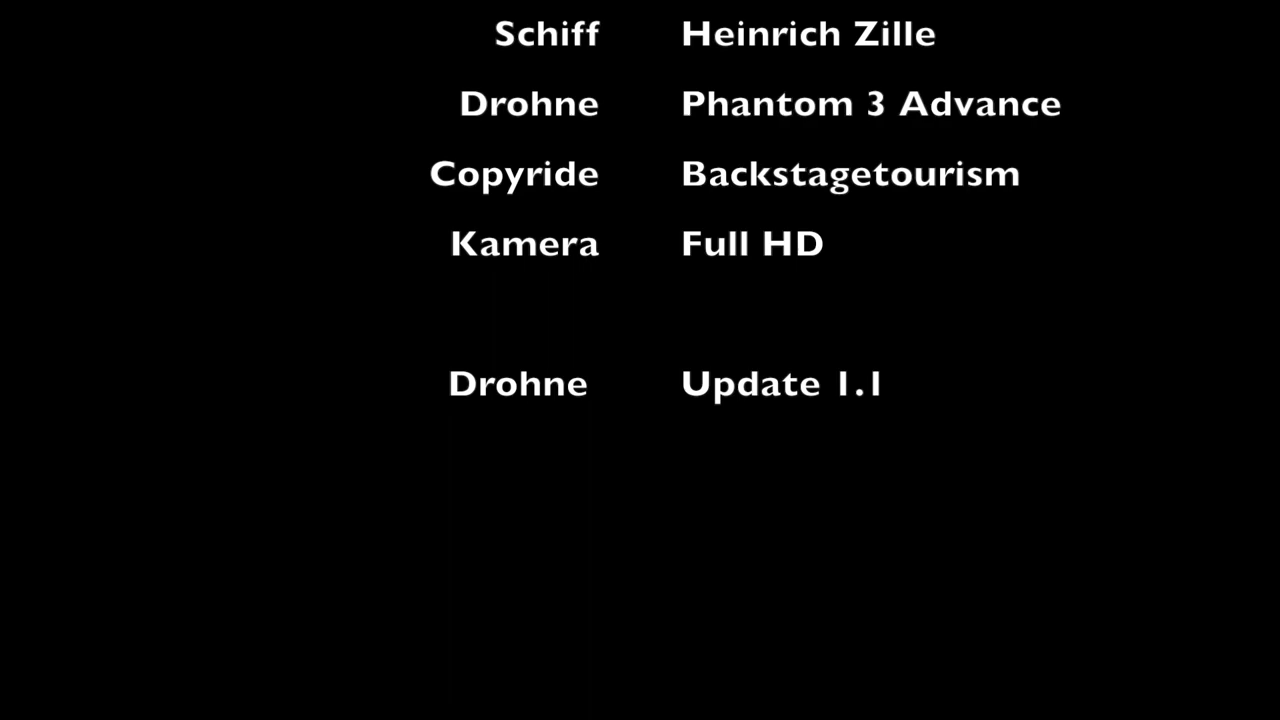 Schiff Heinrich Zille
Drohne Phantom 3 Advance
Copyride Backstagetourism
Kamera Full HD
Drohne Update 1.1